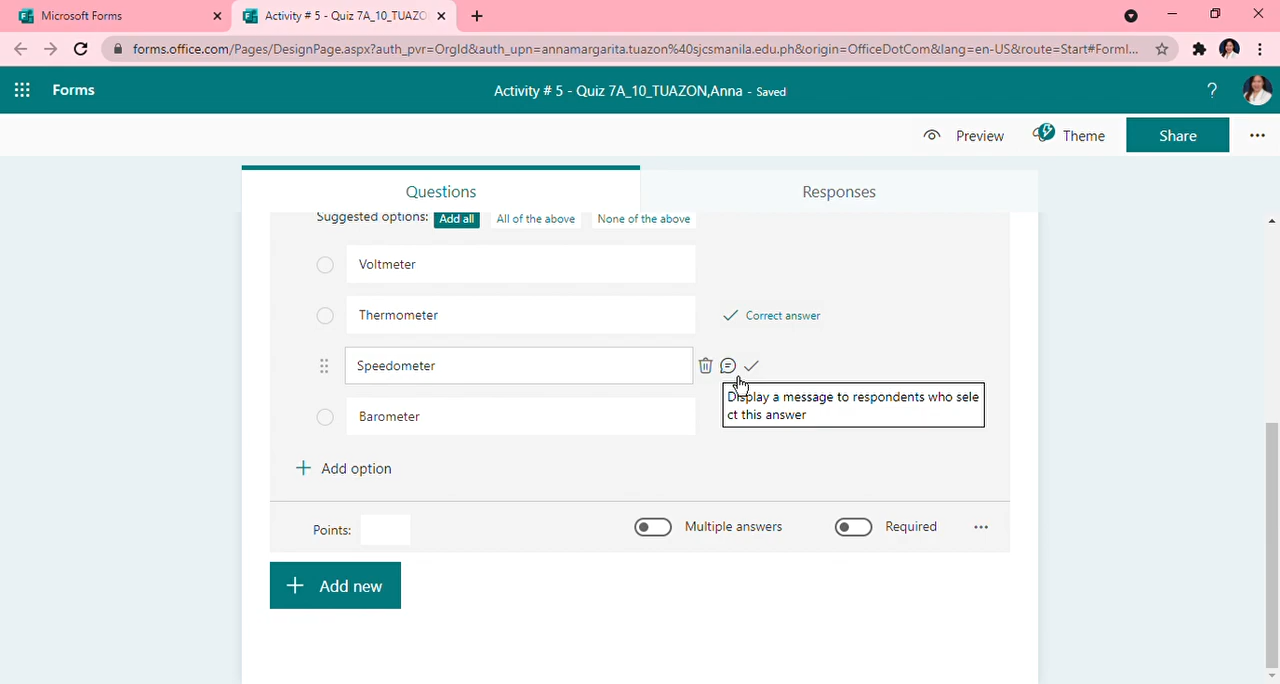 Microsoft Forms
Activity # 5 - Quiz 7A_10_TUAZO
forms.office.com/Pages/DesignPage.aspx?auth_pvr=OrgId&auth_upn=annamargarita.tuazon%40sjcsmanila.edu.ph&origin=OfficeDotCom&lang=en-US&route=Start#FormI...
Forms
Activity # 5 - Quiz 7A_10_TUAZON,Anna - Saved
?
Preview
Theme
Share
Questions
Responses
Suggested options:
Add all
All of the above
None of the above
Voltmeter
Thermometer
Correct answer
Speedometer
Display a message to respondents who sele
ct this answer
Barometer
Add option
Points:
Multiple answers
Required
Add new